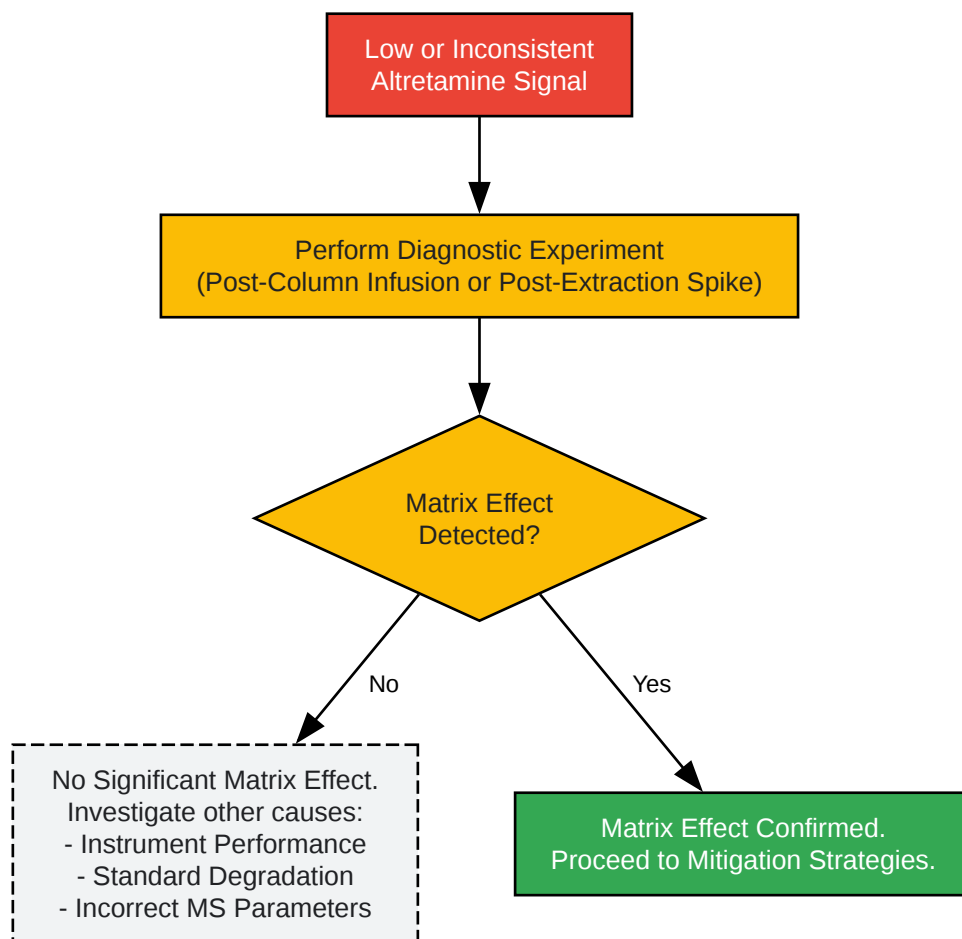 Low or Inconsistent
Altretamine Signal
Perform Diagnostic Experiment
(Post-Column Infusion or Post-Extraction Spike)
Matrix Effect
Detected?
No
Yes
No Significant Matrix Effect.
Investigate other causes:
- Instrument Performance
- Standard Degradation
- Incorrect MS Parameters
Matrix Effect Confirmed.
Proceed to Mitigation Strategies.